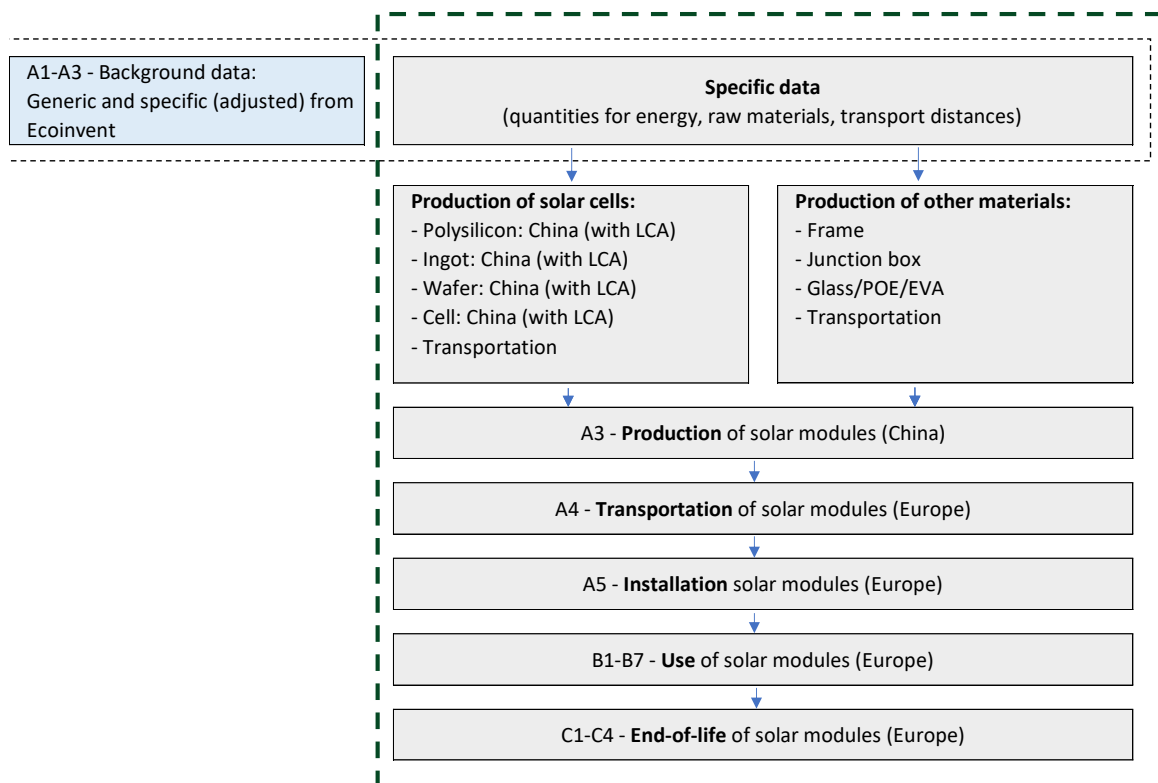 A1-A3 - Background data:
Generic and specific (adjusted) from
Ecoinvent
Specific data
(quantities for energy, raw materials, transport distances)
Production of solar cells:
- Polysilicon: China (with LCA)
- Ingot: China (with LCA)
- Wafer: China (with LCA)
- Cell: China (with LCA)
- Transportation
Production of other materials:
- Frame
- Junction box
- Glass/POE/EVA
- Transportation
A3 - Production of solar modules (China)
A4 - Transportation of solar modules (Europe)
A5 - Installation solar modules (Europe)
B1-B7 - Use of solar modules (Europe)
C1-C4 - End-of-life of solar modules (Europe)